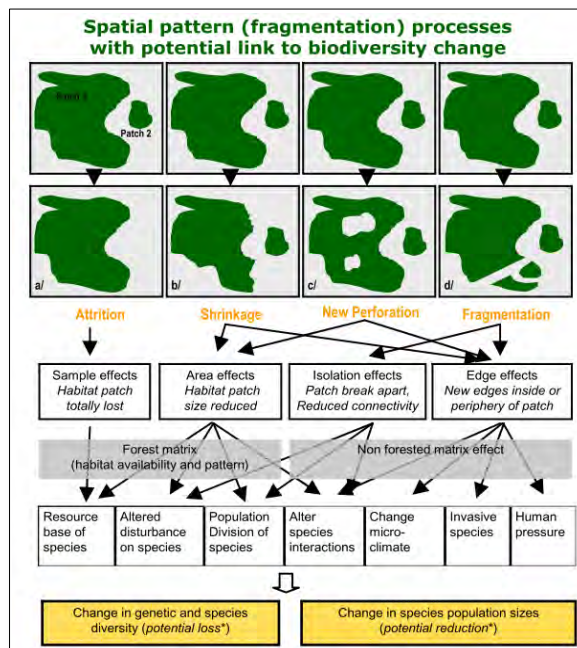 Spatial pattern (fragmentation) processes
with potential link to biodiversity change
Patch 2
a/
b/
c/
d/
Attrition
Shrinkage
New Perforation
Fragmentation
Sample effects
Habitat patch
totally lost
Area effects
Habitat patch
size reduced
Isolation effects
Patch break apart,
Reduced connectivity
Edge effects
New edges inside or
periphery of patch
Forest matrix
(habitat availability and pattern)
Non forested matrix effect
Resource
base of
species
Altered
disturbance
on species
Population
Division of
species
Alter
species
interactions
Change
micro-
climate
Invasive
species
Human
pressure
Change in genetic and species
diversity (potential loss*)
Change in species population sizes
(potential reduction*)